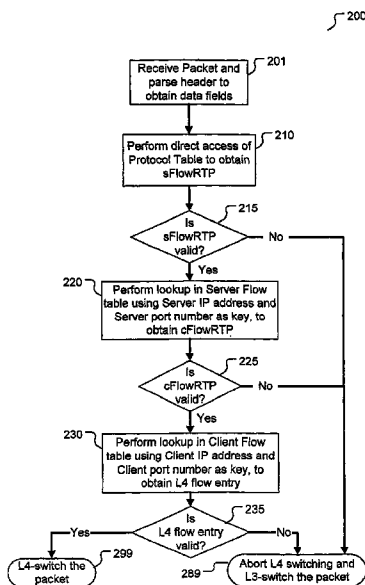 200
201
Receive Packet and
parse header to
obtain data fields
210
Perform direct access of
Protocol Table to obtain
sFlowRTP
215
Is
sFlowRTP
valid?
No
Yes
220
Perform lookup in Server Flow
table using Server IP address and
Server port number as key, to
obtain cFlowRTP
225
Is
cFlowRTP
valid?
No
Yes
230
Perform lookup in Client Flow
table using Client IP address and
Client port number as key, to
obtain L4 flow entry
235
Is
L4 flow entry
valid?
Yes
No
L4-switch the
packet
299
289
Abort L4 switching and
L3-switch the packet